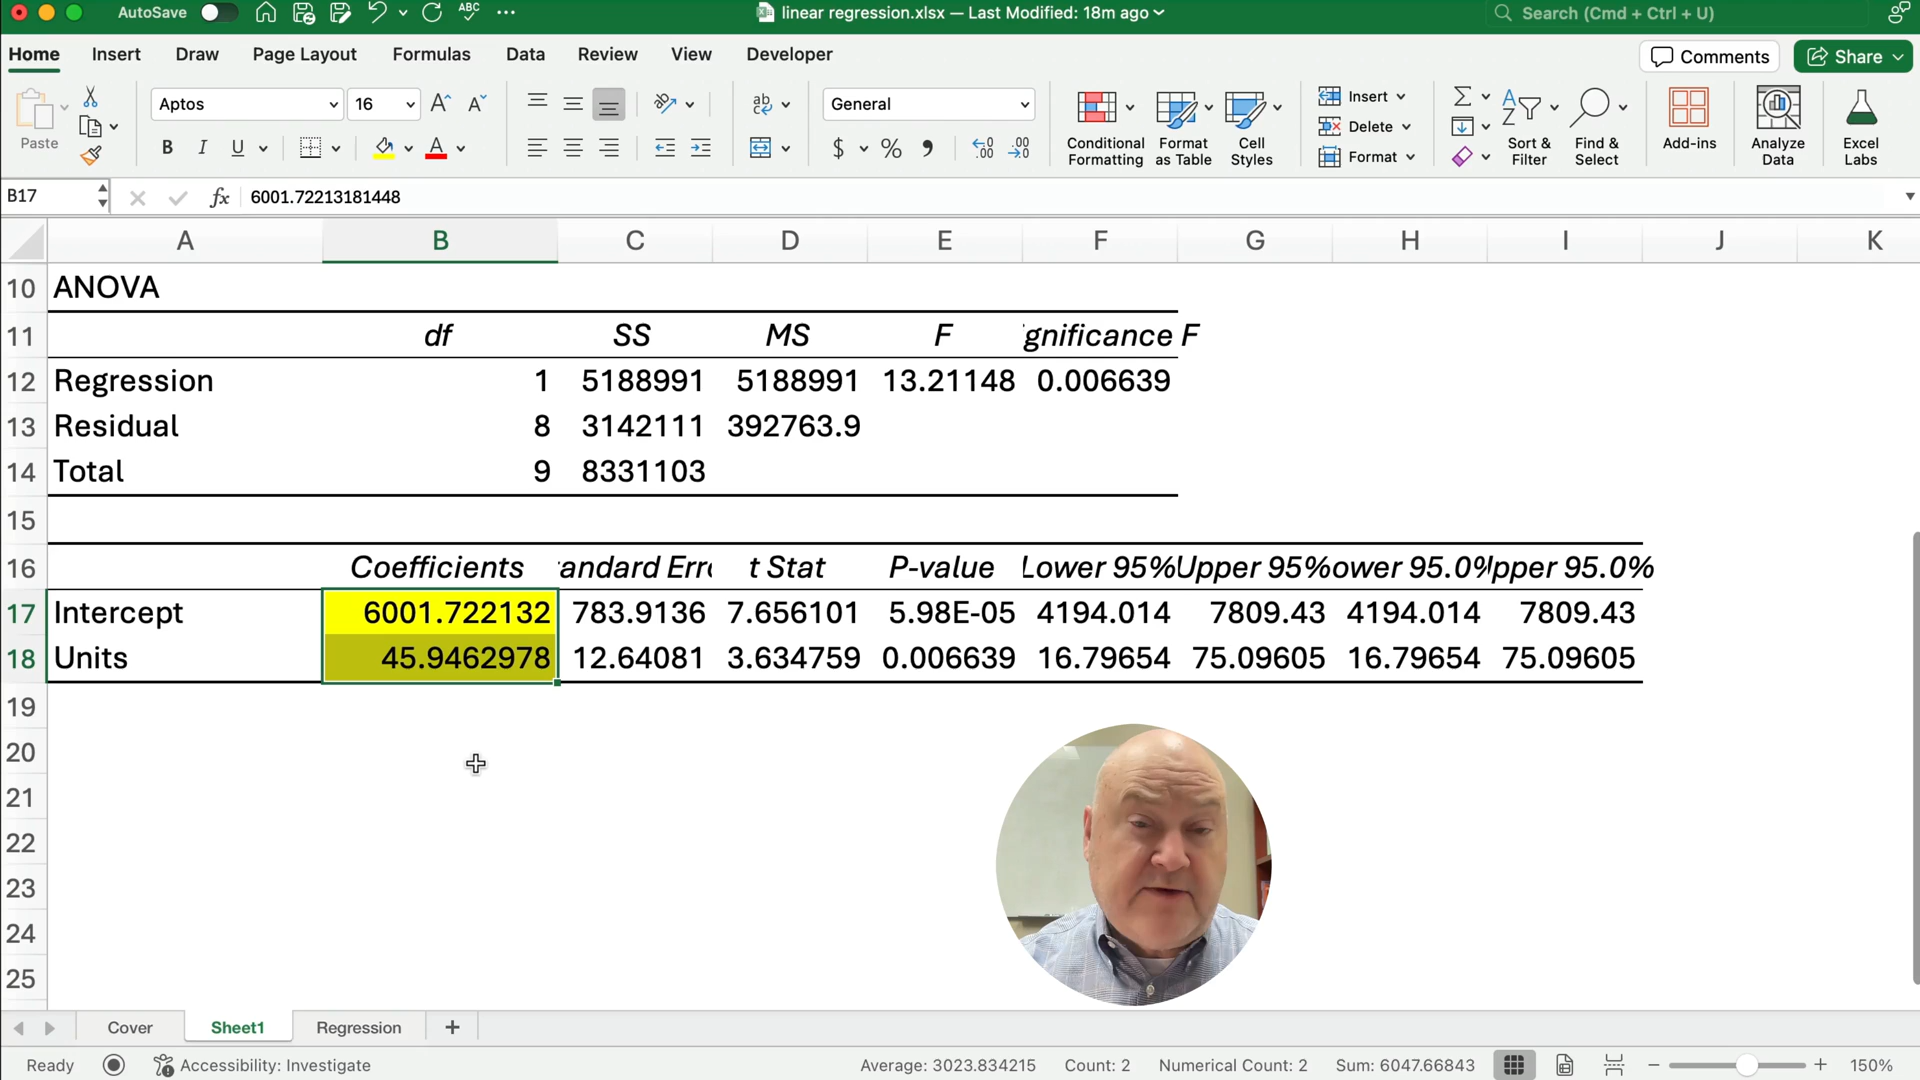 AutoSave
ABC
linear regression.xlsx — Last Modified: 18m ago
Search (Cmd + Ctrl + U)
Home Insert Draw Page Layout Formulas Data Review View Developer
Comments
Share
Paste
Aptos 16
General
Conditional Formatting
Format as Table
Cell Styles
Insert
Delete
Format
Sort & Filter
Find & Select
Add-ins
Analyze Data
Excel Labs
B17 fx 6001.72213181448
A B C D E F G H I J K
10 ANOVA
11 df SS MS F gnificance F
12 Regression 1 5188991 5188991 13.21148 0.006639
13 Residual 8 3142111 392763.9
14 Total 9 8331103
15
16 Coefficients andard Erro t Stat P-value Lower 95% Upper 95% ower 95.0% pper 95.0%
17 Intercept 6001.722132 783.9136 7.656101 5.98E-05 4194.014 7809.43 4194.014 7809.43
18 Units 45.9462978 12.64081 3.634759 0.006639 16.79654 75.09605 16.79654 75.09605
19
20
21
22
23
24
25
Cover Sheet1 Regression +
Ready Accessibility: Investigate Average: 3023.834215 Count: 2 Numerical Count: 2 Sum: 6047.66843 150%